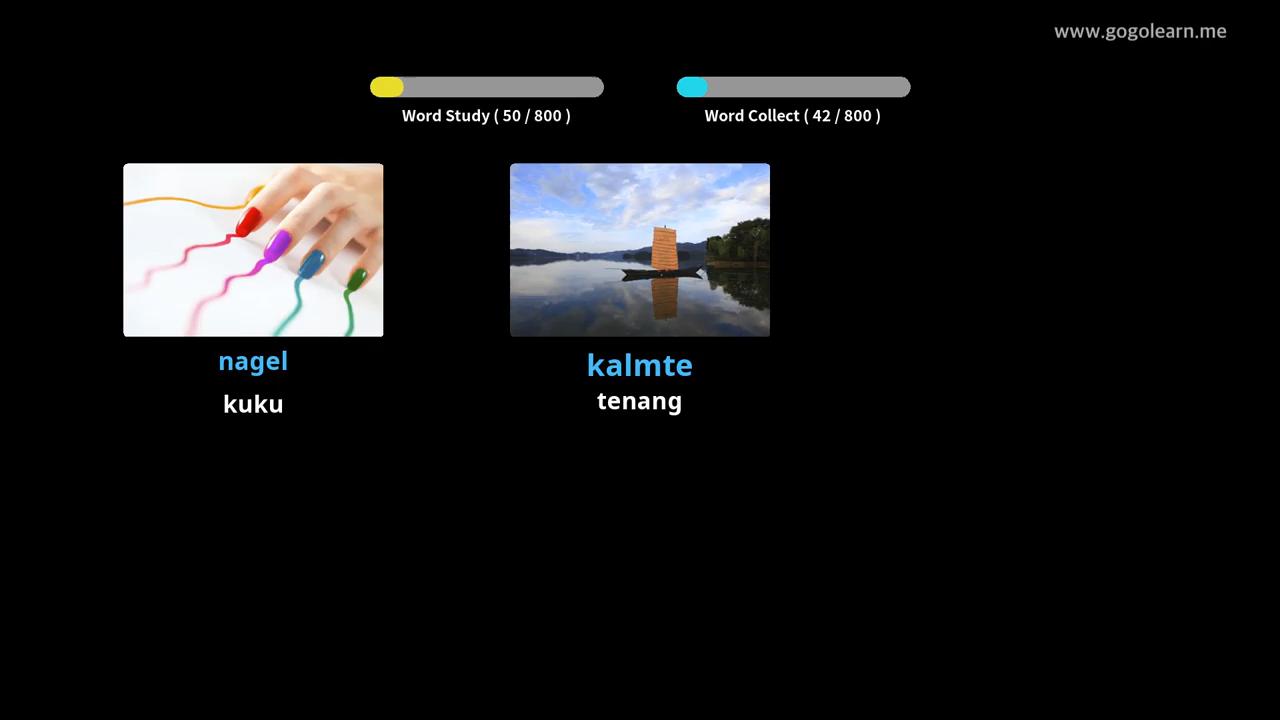 www.gogolearn.me
Word Study ( 50 / 800 )
Word Collect ( 42 / 800 )
nagel
kuku
kalmte
tenang